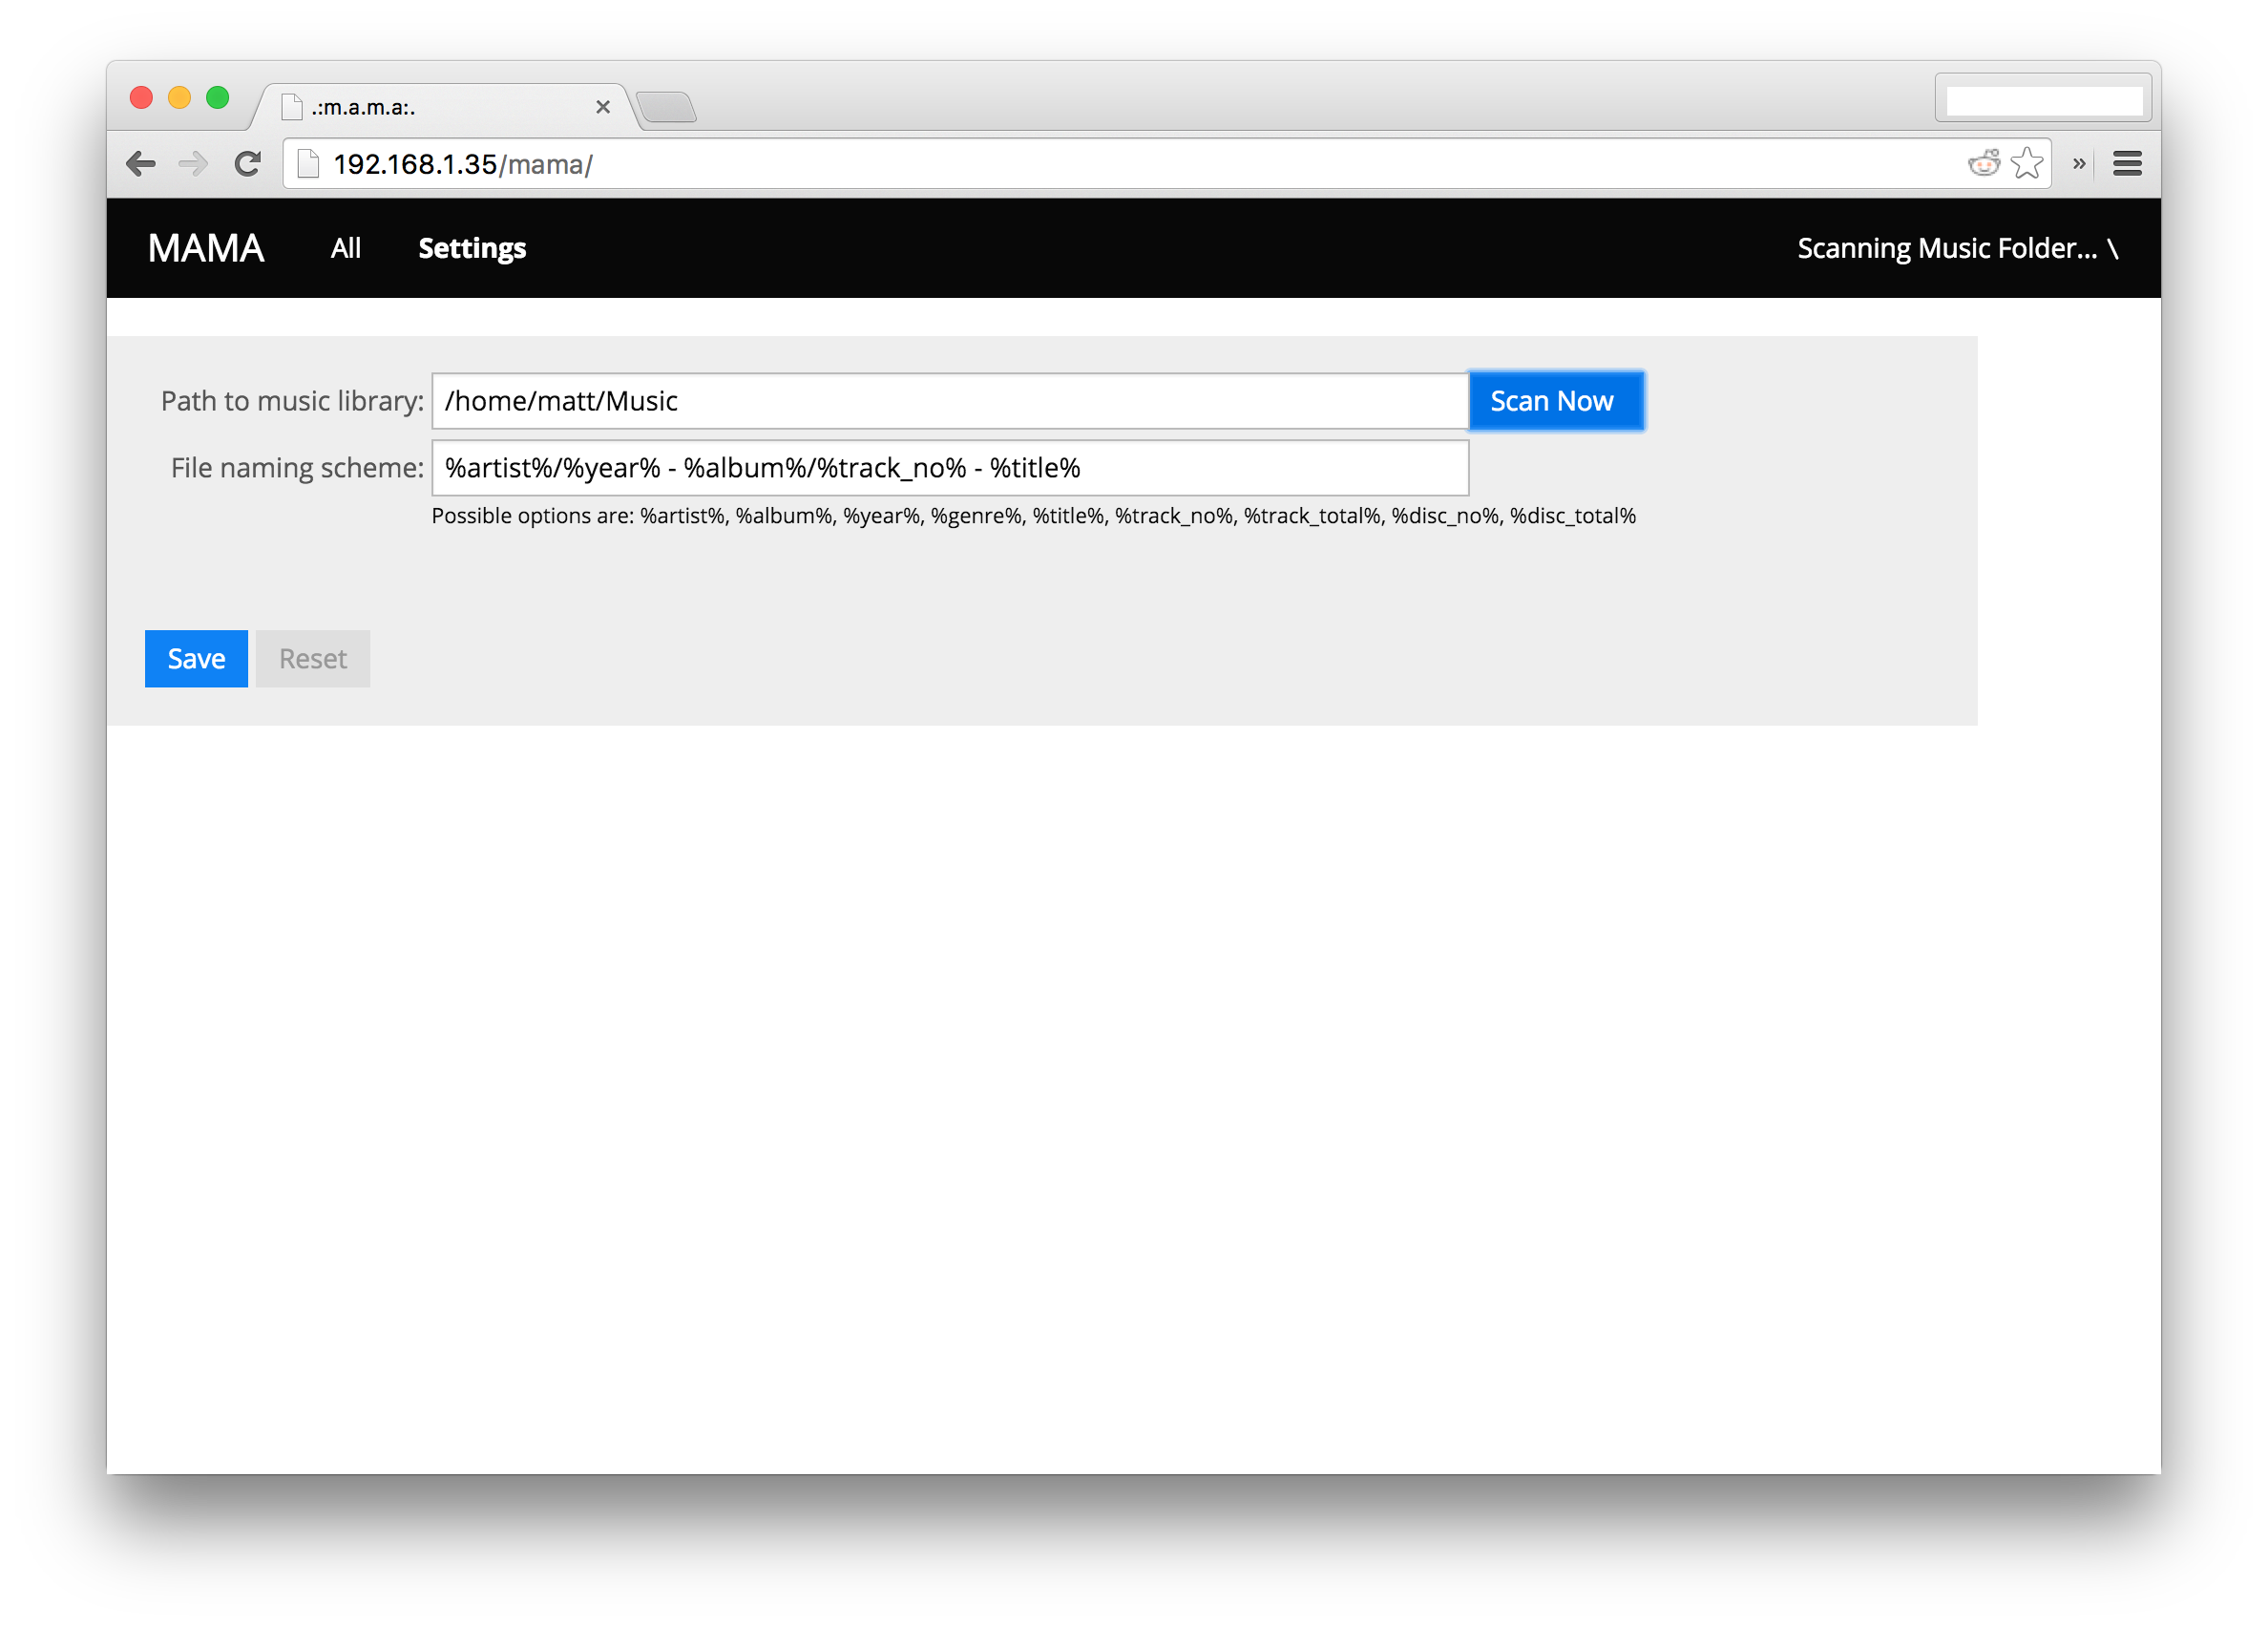 .:m.a.m.a:.
192.168.1.35/mama/
MAMA All Settings Scanning Music Folder... \
Path to music library: /home/matt/Music Scan Now
File naming scheme: %artist%/%year% - %album%/%track_no% - %title%
Possible options are: %artist%, %album%, %year%, %genre%, %title%, %track_no%, %track_total%, %disc_no%, %disc_total%
Save Reset